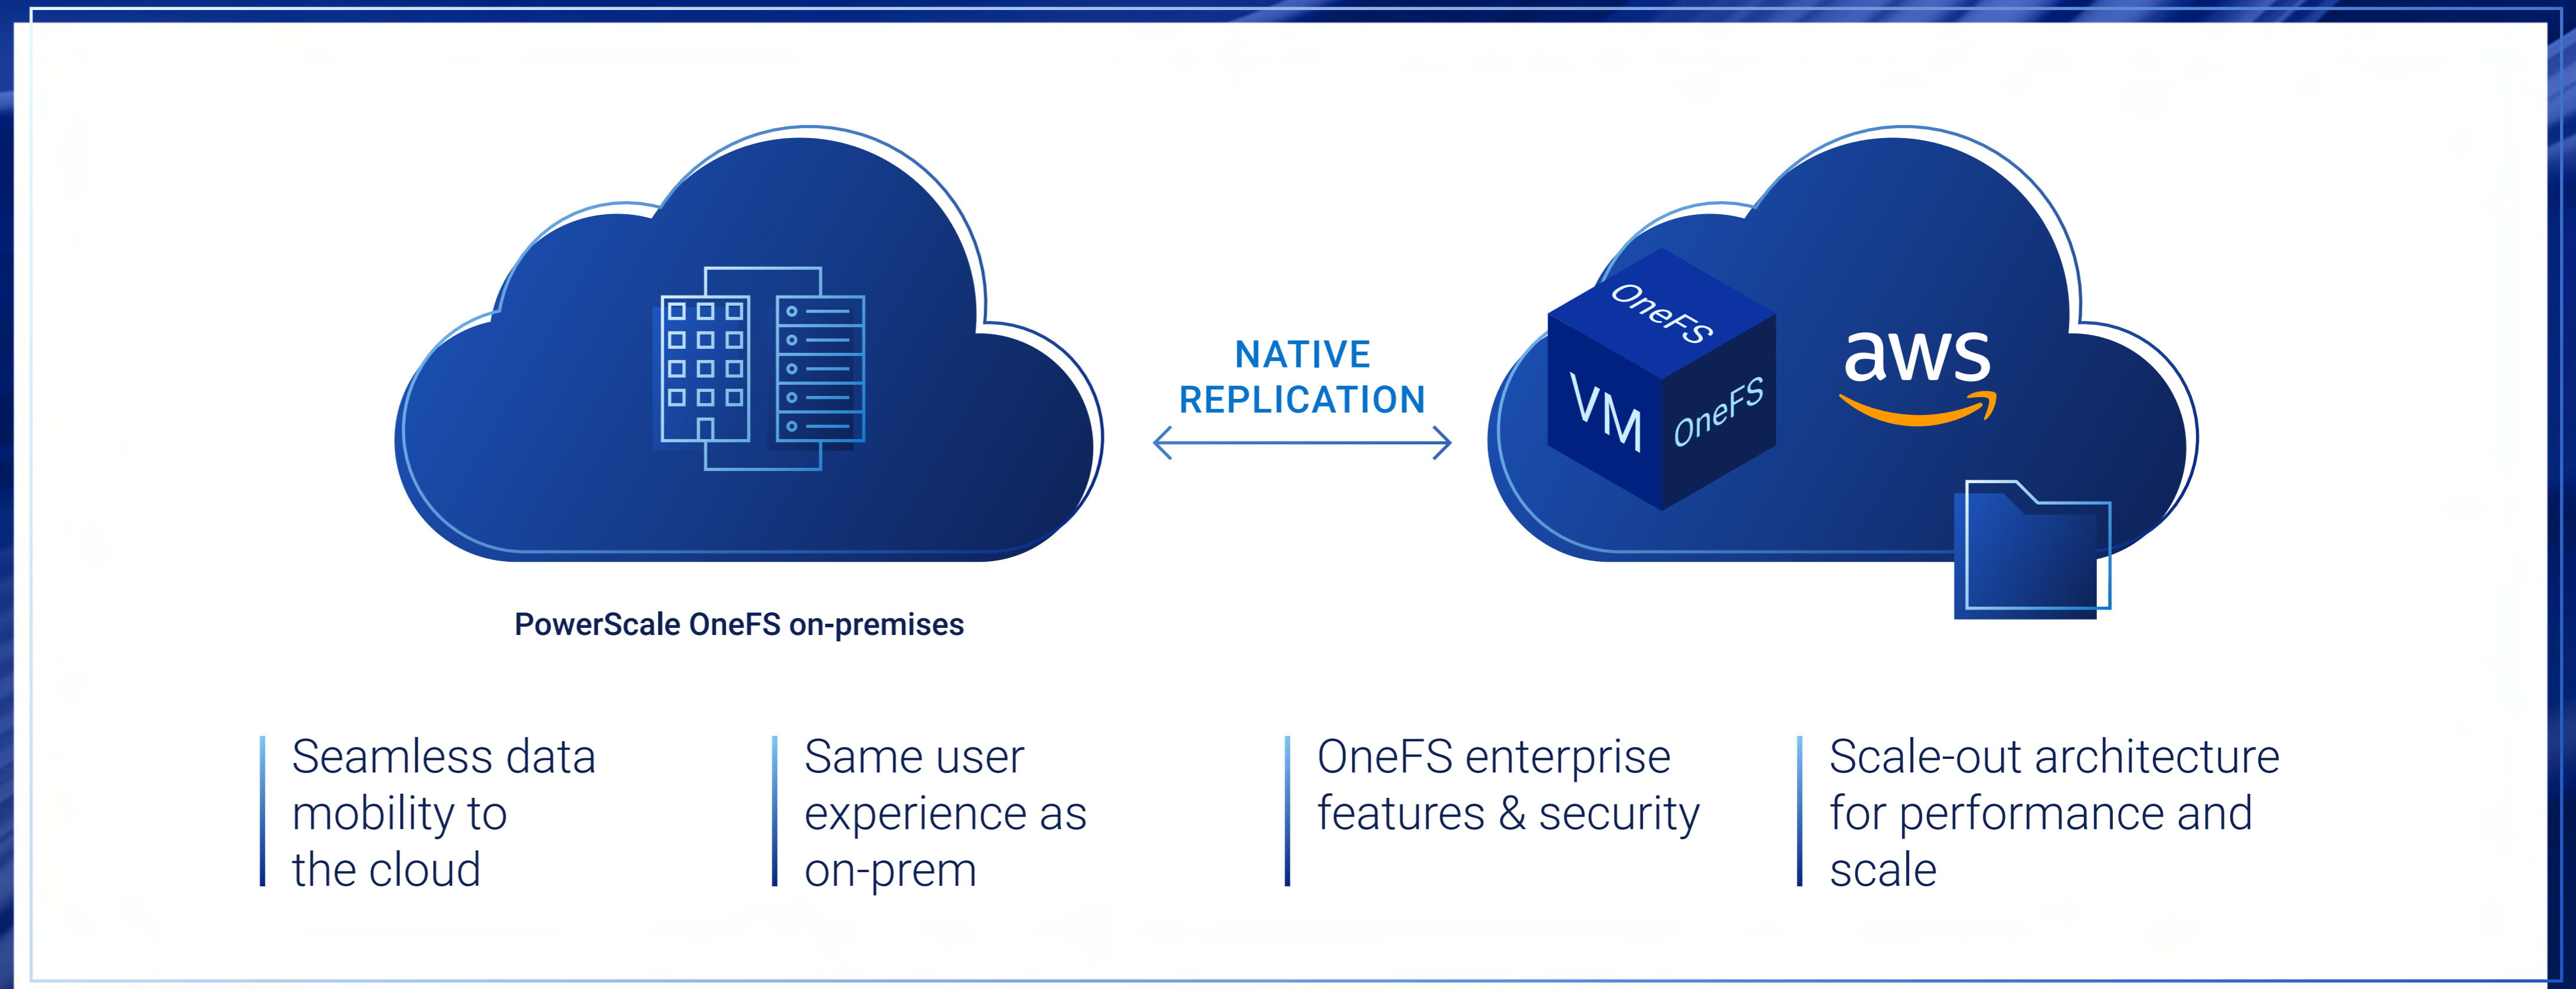 NATIVE
REPLICATION
OneFS
VM
OneFS
aws
PowerScale OneFS on-premises
Seamless data
mobility to
the cloud
Same user
experience as
on-prem
OneFS enterprise
features & security
Scale-out architecture
for performance and
scale